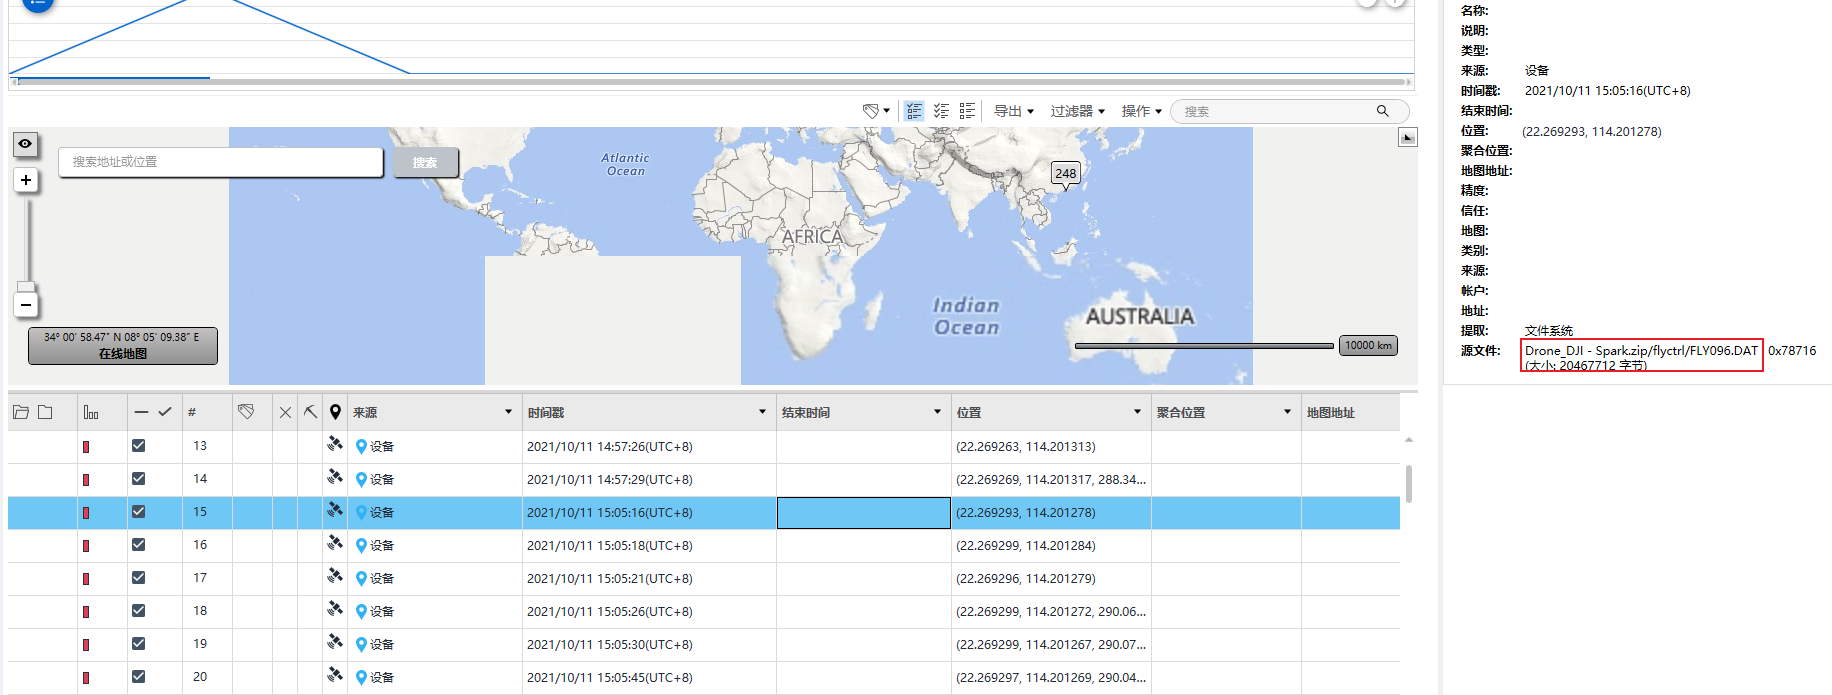 导出 过滤器 操作 搜索
搜索地址或位置 搜索
Atlantic
Ocean
248
AFRICA
Indian
Ocean
AUSTRALIA
34° 00' 58.47" N 08° 05' 09.38" E
在线地图
10000 km
# 来源 时间戳 结束时间 位置 聚合位置 地图地址
13 设备 2021/10/11 14:57:26(UTC+8) (22.269263, 114.201313)
14 设备 2021/10/11 14:57:29(UTC+8) (22.269269, 114.201317, 288.34...
15 设备 2021/10/11 15:05:16(UTC+8) (22.269293, 114.201278)
16 设备 2021/10/11 15:05:18(UTC+8) (22.269299, 114.201284)
17 设备 2021/10/11 15:05:21(UTC+8) (22.269296, 114.201279)
18 设备 2021/10/11 15:05:26(UTC+8) (22.269299, 114.201272, 290.06...
19 设备 2021/10/11 15:05:30(UTC+8) (22.269299, 114.201267, 290.07...
20 设备 2021/10/11 15:05:45(UTC+8) (22.269297, 114.201269, 290.04...
名称:
说明:
类型:
来源: 设备
时间戳: 2021/10/11 15:05:16(UTC+8)
结束时间:
位置: (22.269293, 114.201278)
聚合位置:
地图地址:
精度:
信任:
地图:
类别:
来源:
帐户:
地址:
提取: 文件系统
源文件: Drone_DJI - Spark.zip/flyctrl/FLY096.DAT 0x78716
(大小: 20467712 字节)